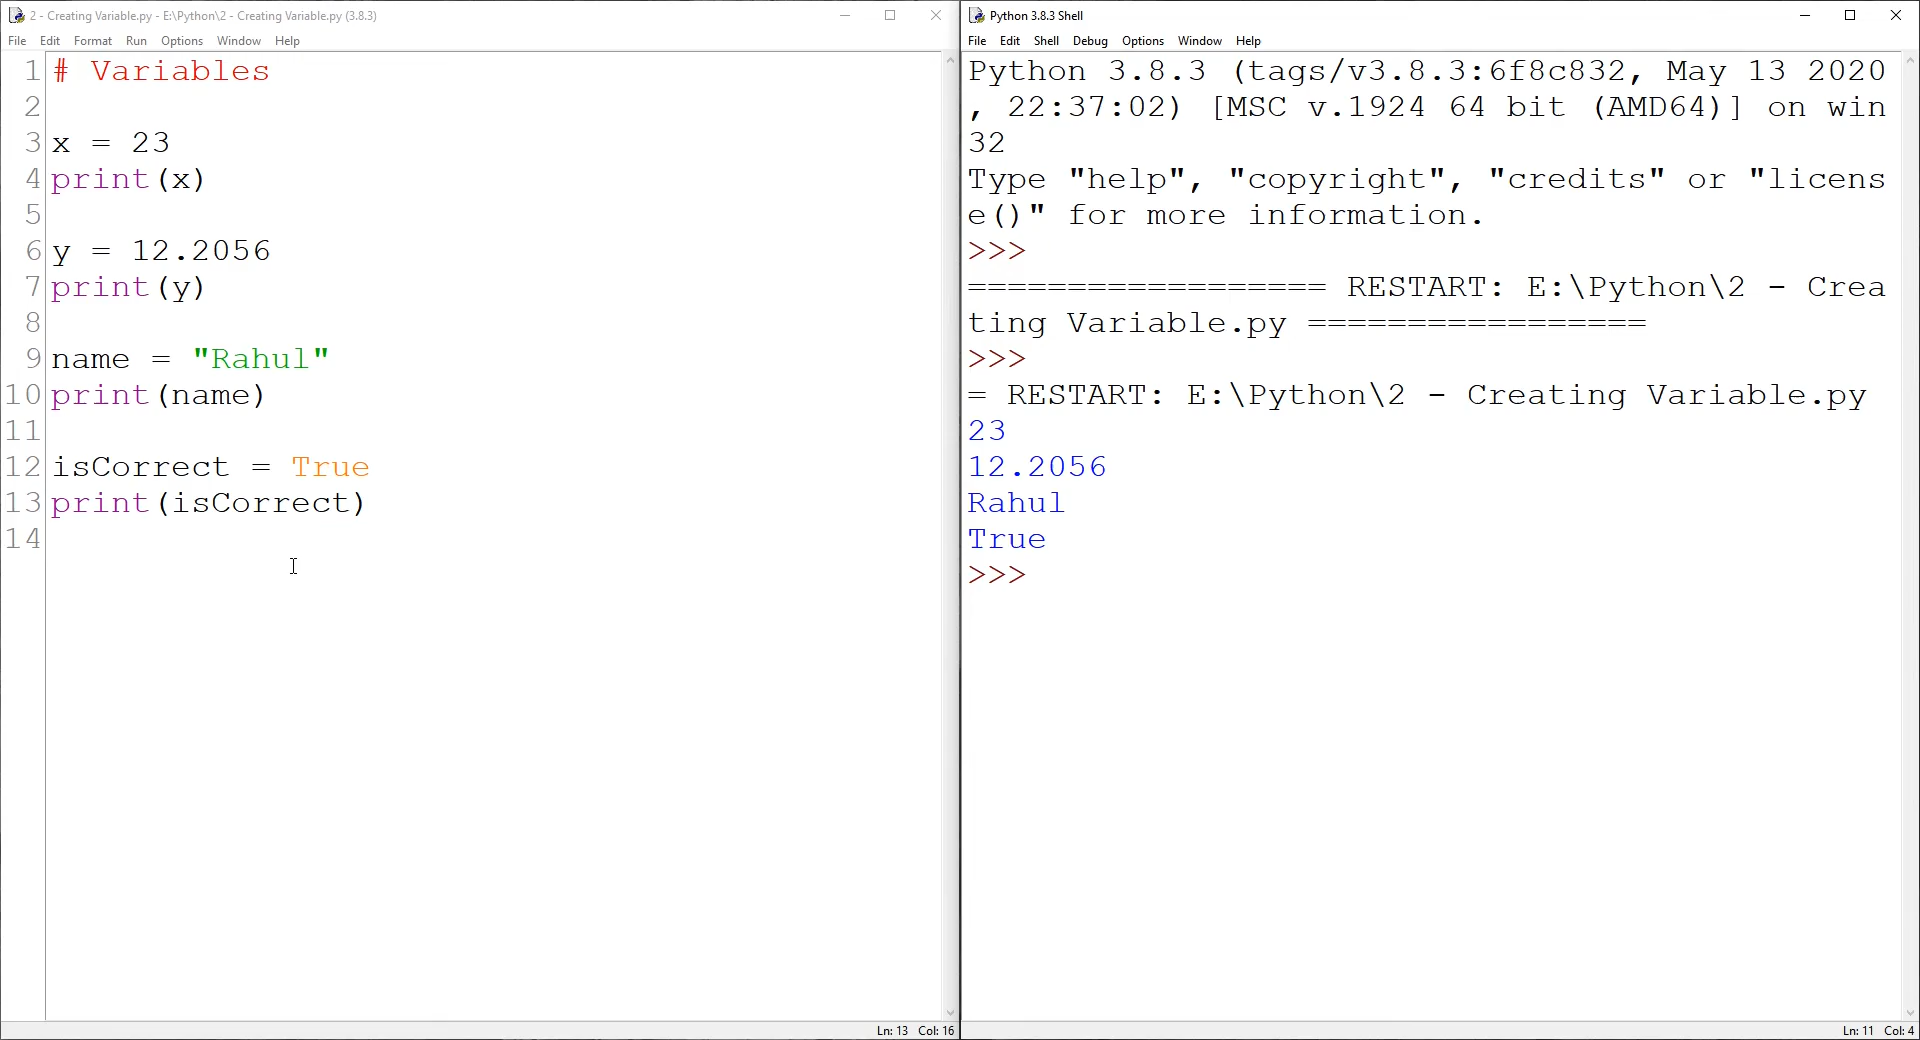 2 - Creating Variable.py - E:\Python\2 - Creating Variable.py (3.8.3)
File Edit Format Run Options Window Help
1 # Variables
2
3 x = 23
4 print(x)
5
6 y = 12.2056
7 print(y)
8
9 name = "Rahul"
10 print(name)
11
12 isCorrect = True
13 print(isCorrect)
14
Ln: 13 Col: 16
Python 3.8.3 Shell
File Edit Shell Debug Options Window Help
Python 3.8.3 (tags/v3.8.3:6f8c832, May 13 2020
, 22:37:02) [MSC v.1924 64 bit (AMD64)] on win
32
Type "help", "copyright", "credits" or "licens
e()" for more information.
>>>
================== RESTART: E:\Python\2 - Crea
ting Variable.py =================
>>>
= RESTART: E:\Python\2 - Creating Variable.py
23
12.2056
Rahul
True
>>>
Ln: 11 Col: 4